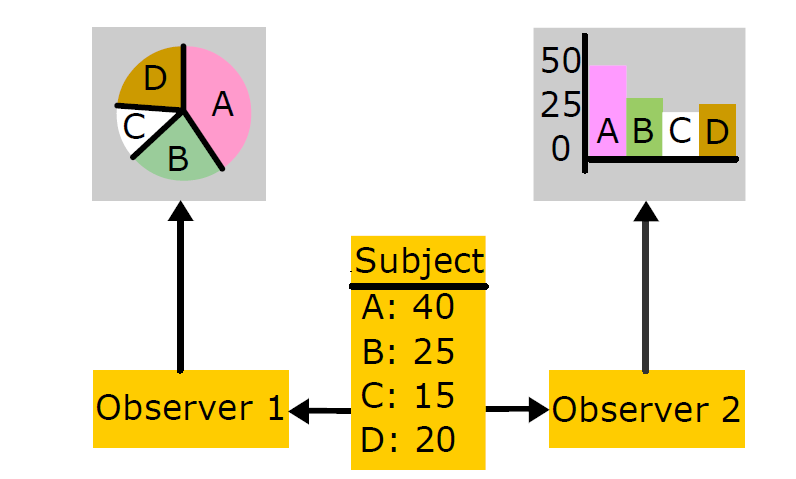 D
A
C
B
50
25
0
A B C D
Subject
A: 40
B: 25
C: 15
D: 20
Observer 1
Observer 2